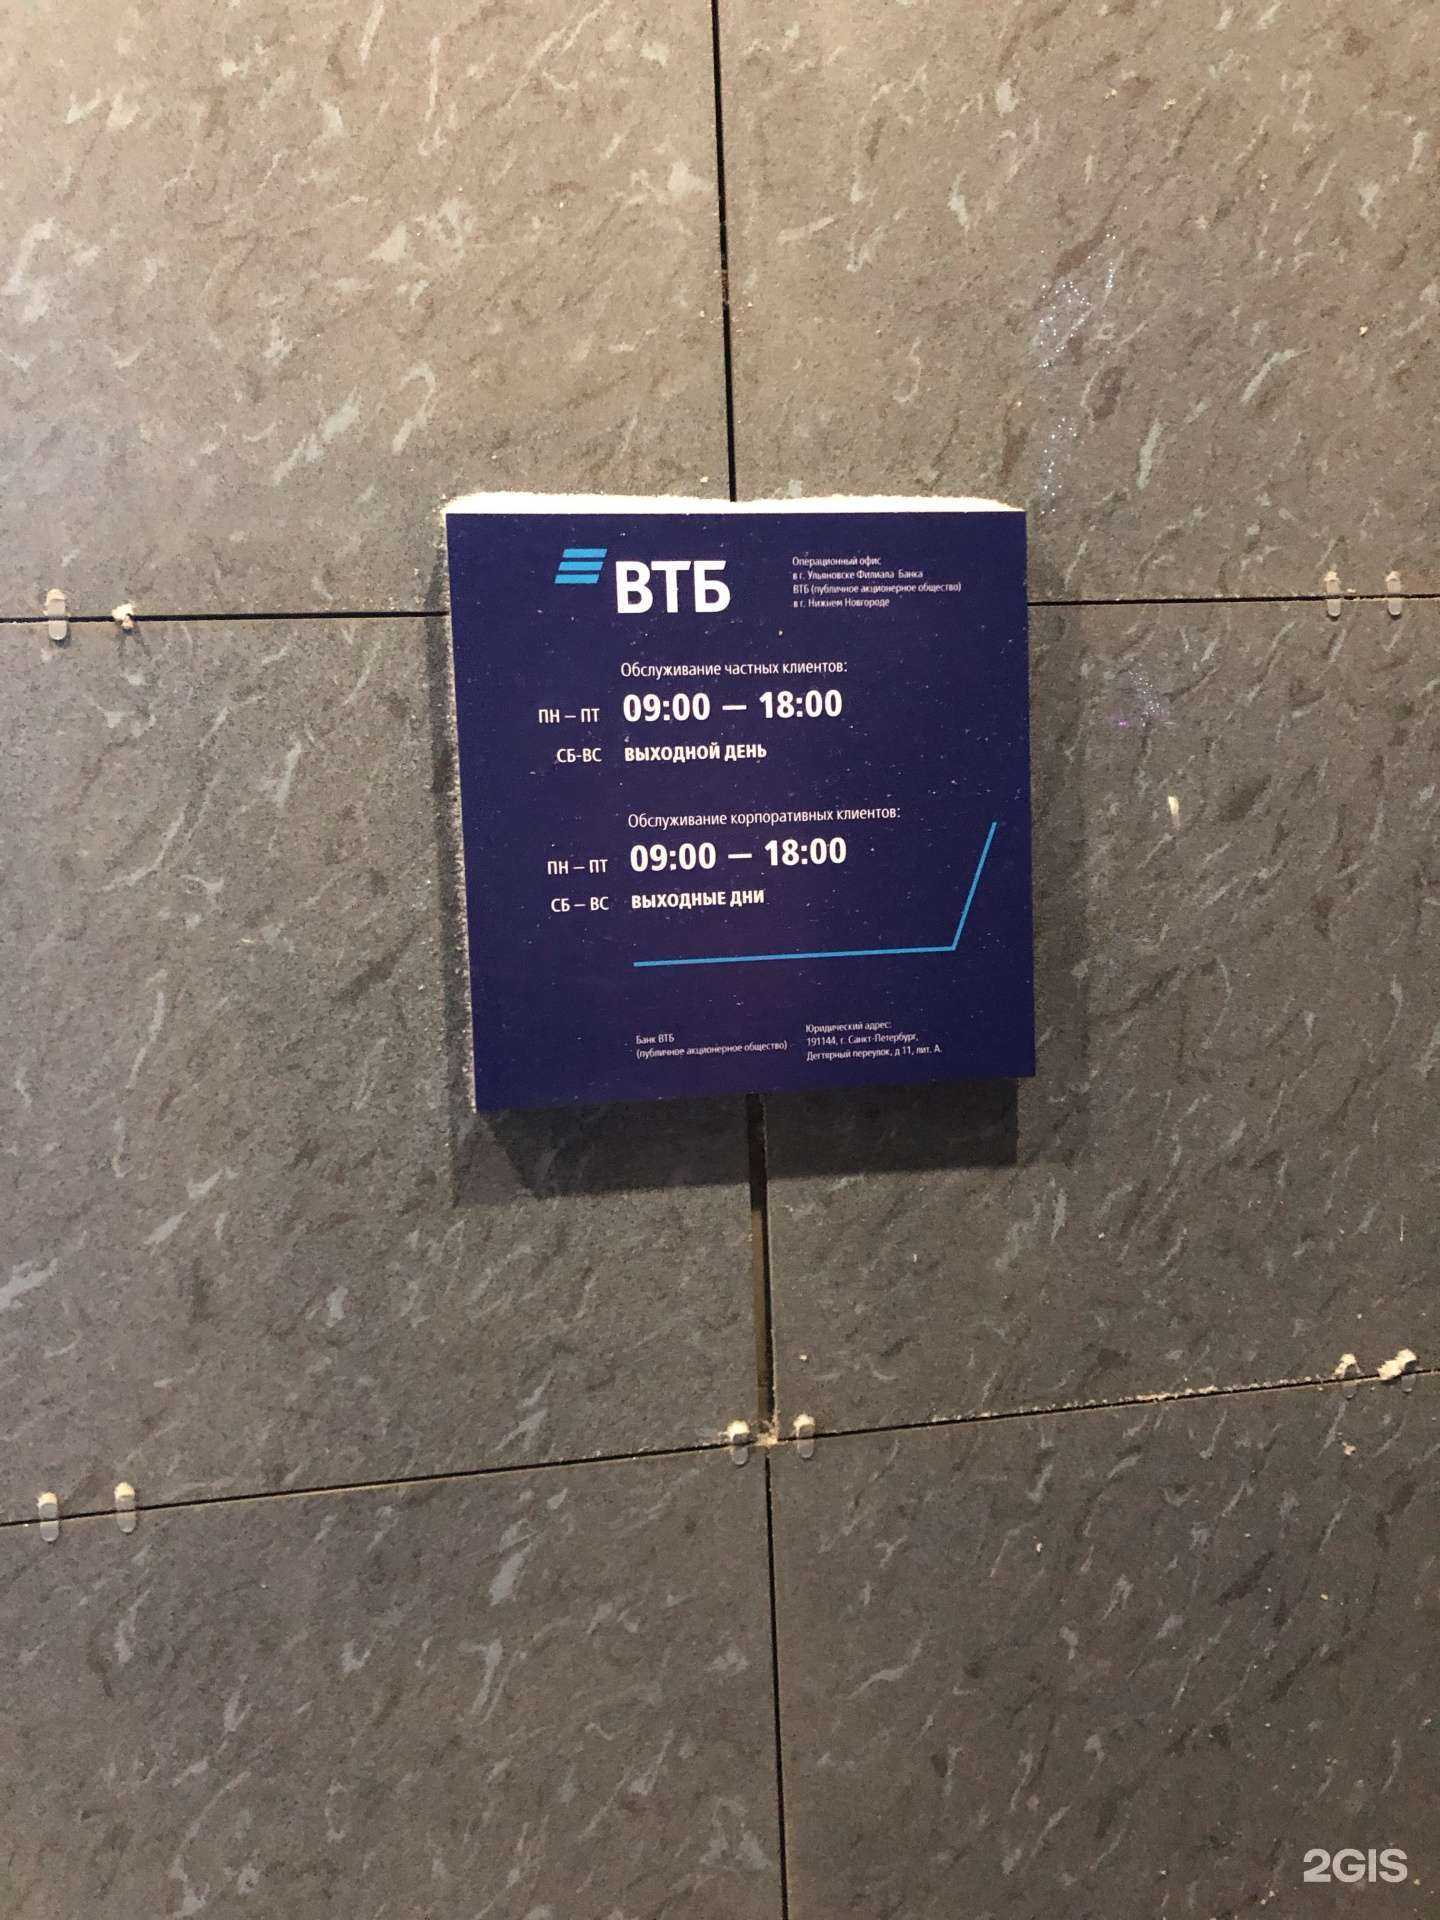 ВТБ
Операционный офис
в г. Ульяновске Филиала Банка
ВТБ (публичное акционерное общество)
в г. Нижнем Новгороде
Обслуживание частных клиентов:
ПН – ПТ 09:00 — 18:00
СБ-ВС ВЫХОДНОЙ ДЕНЬ
Обслуживание корпоративных клиентов:
ПН – ПТ 09:00 — 18:00
СБ – ВС ВЫХОДНЫЕ ДНИ
Банк ВТБ
(публичное акционерное общество)
Юридический адрес:
191144, г. Санкт-Петербург,
Дегтярный переулок, д 11, лит. А.
2GIS